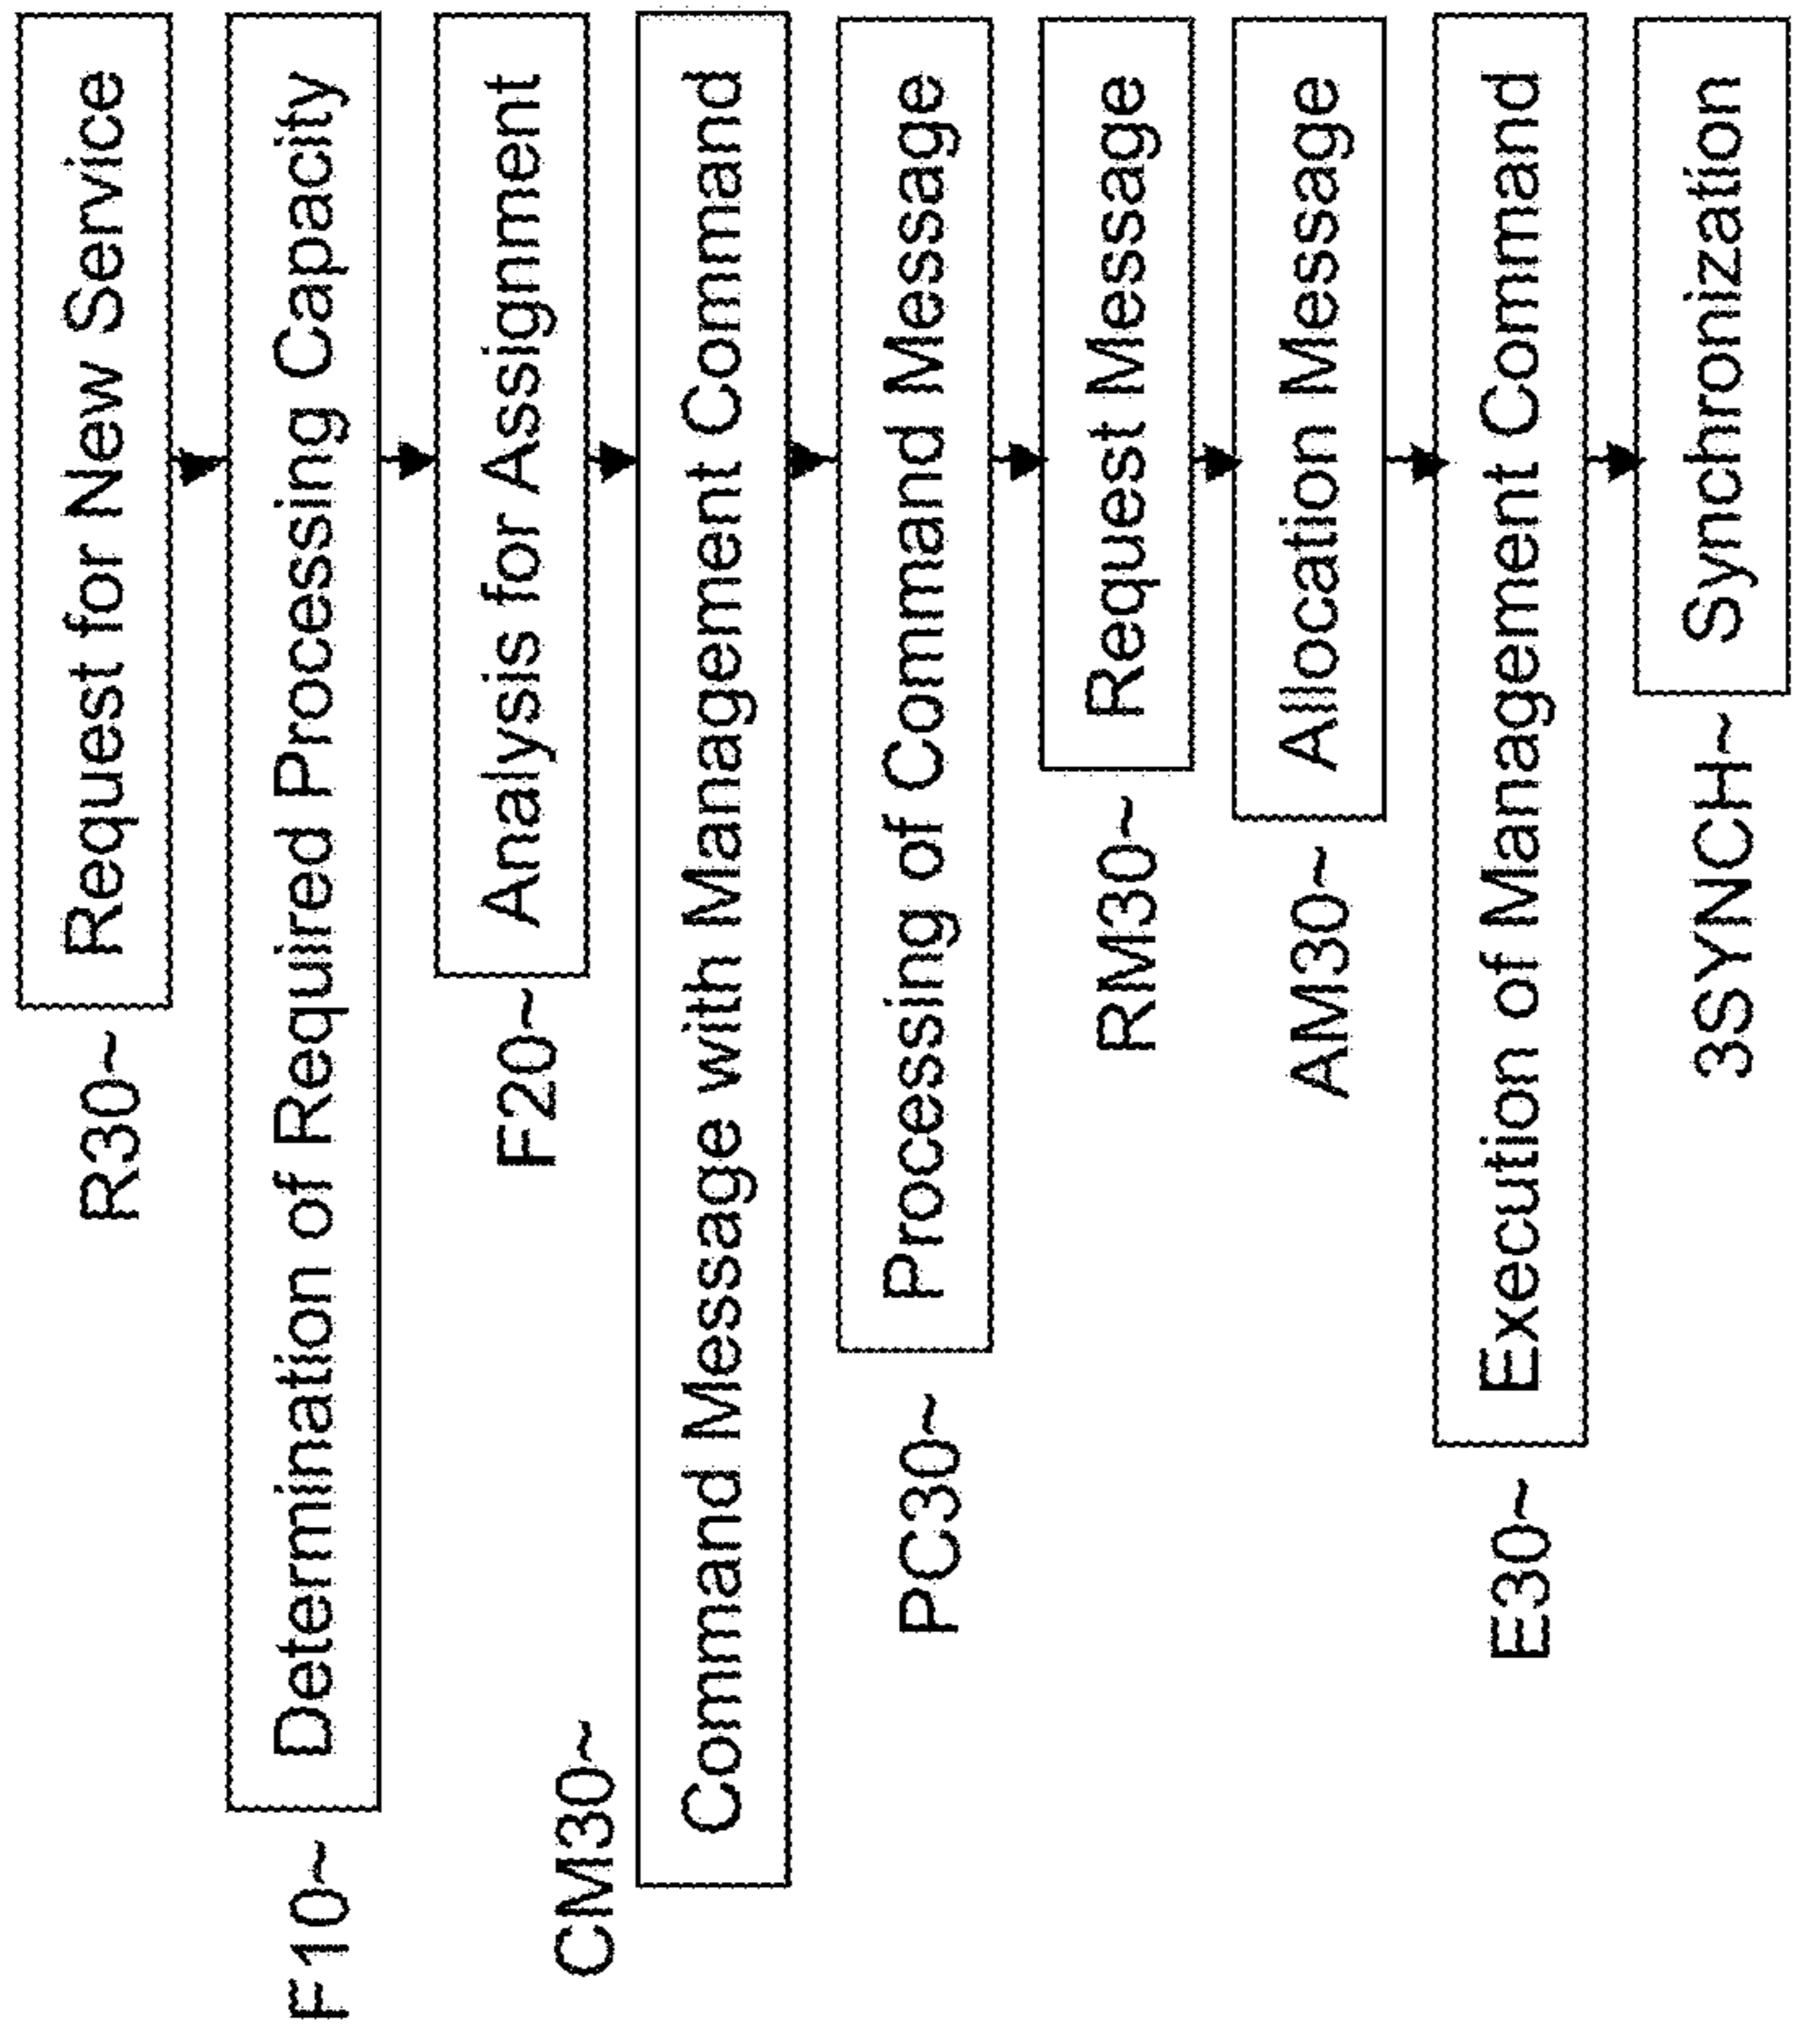 R30~ Request for New Service
F10~ Determination of Required Processing Capacity
F20~ Analysis for Assignment
CM30~
Command Message with Management Command
PC30~ Processing of Command Message
RM30~ Request Message
AM30~ Allocation Message
E30~ Execution of Management Command
3SYNCH~ Synchronization